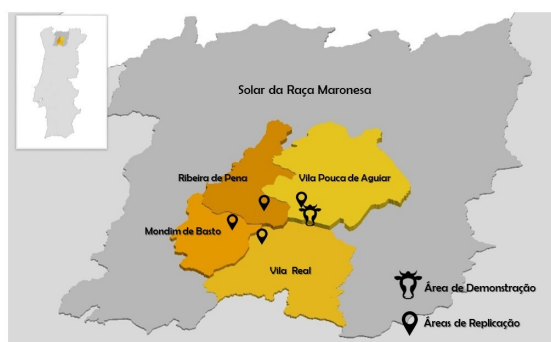 Solar da Raça Maronesa
Ribeira de Pena
Vila Pouca de Aguiar
Mondim de Basto
Vila Real
Área de Demonstração
Áreas de Replicação